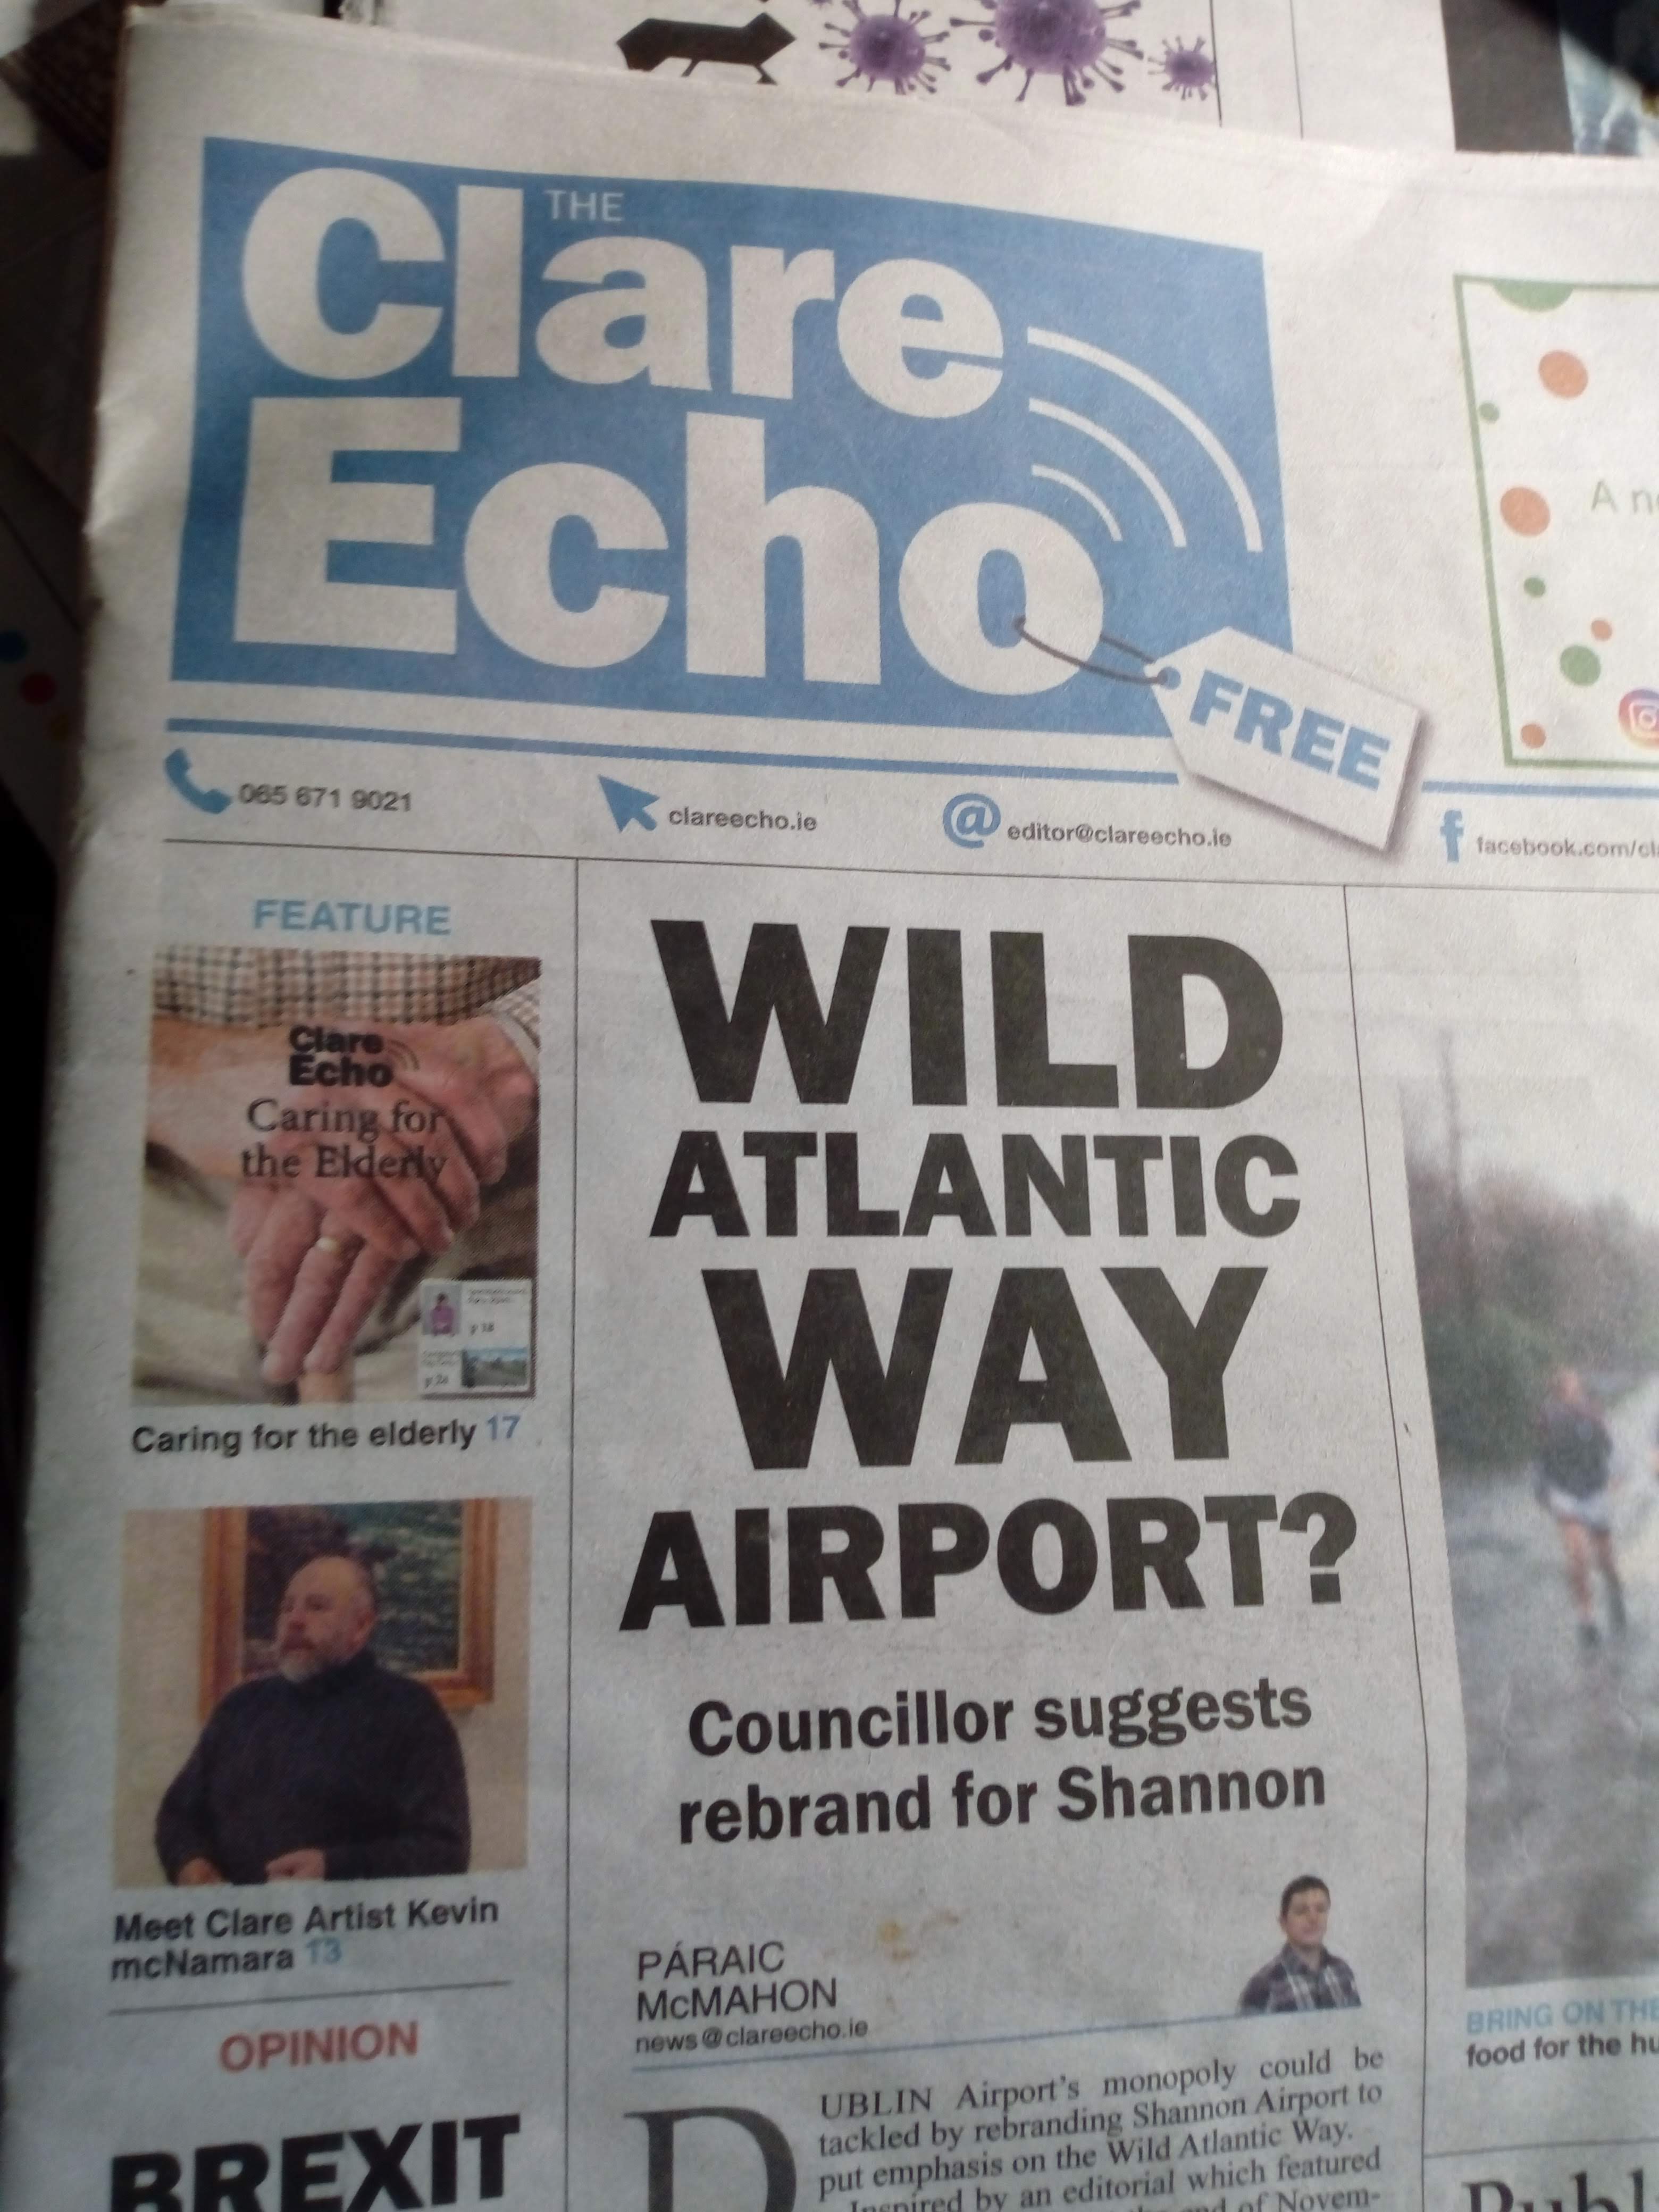 THE
Clare
Echo
FREE
A
065 671 9021
clareecho.ie
editor@clareecho.ie
facebook.com/cl
FEATURE
Clare
Echo
Caring for
the Elderly
p 18
Caring for the elderly 17
Meet Clare Artist Kevin
mcNamara 13
OPINION
BREXIT
WILD
ATLANTIC
WAY
AIRPORT?
Councillor suggests
rebrand for Shannon
PÁRAIC
McMAHON
news@clareecho.ie
DUBLIN Airport's monopoly could be
tackled by rebranding Shannon Airport to
put emphasis on the Wild Atlantic Way.
Inspired by an editorial which featured
end of Novem-
BRING ON THE
food for the hu
Publ